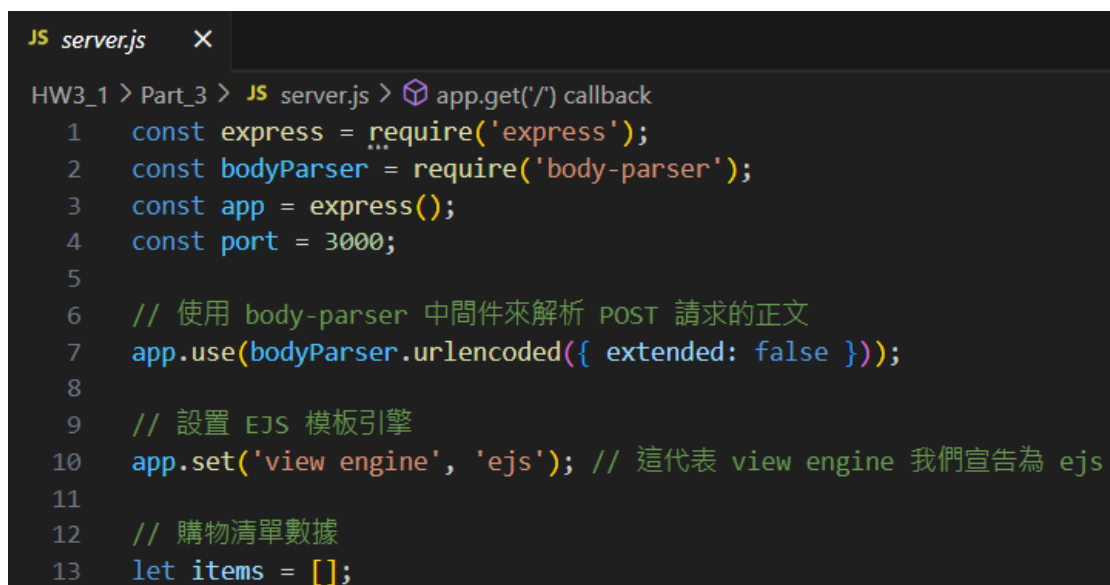 JS server.js ×
HW3_1 > Part_3 > JS server.js > app.get('/') callback
1 const express = require('express');
2 const bodyParser = require('body-parser');
3 const app = express();
4 const port = 3000;
5
6 // 使用 body-parser 中間件來解析 POST 請求的正文
7 app.use(bodyParser.urlencoded({ extended: false }));
8
9 // 設置 EJS 模板引擎
10 app.set('view engine', 'ejs'); // 這代表 view engine 我們宣告為 ejs
11
12 // 購物清單數據
13 let items = [];